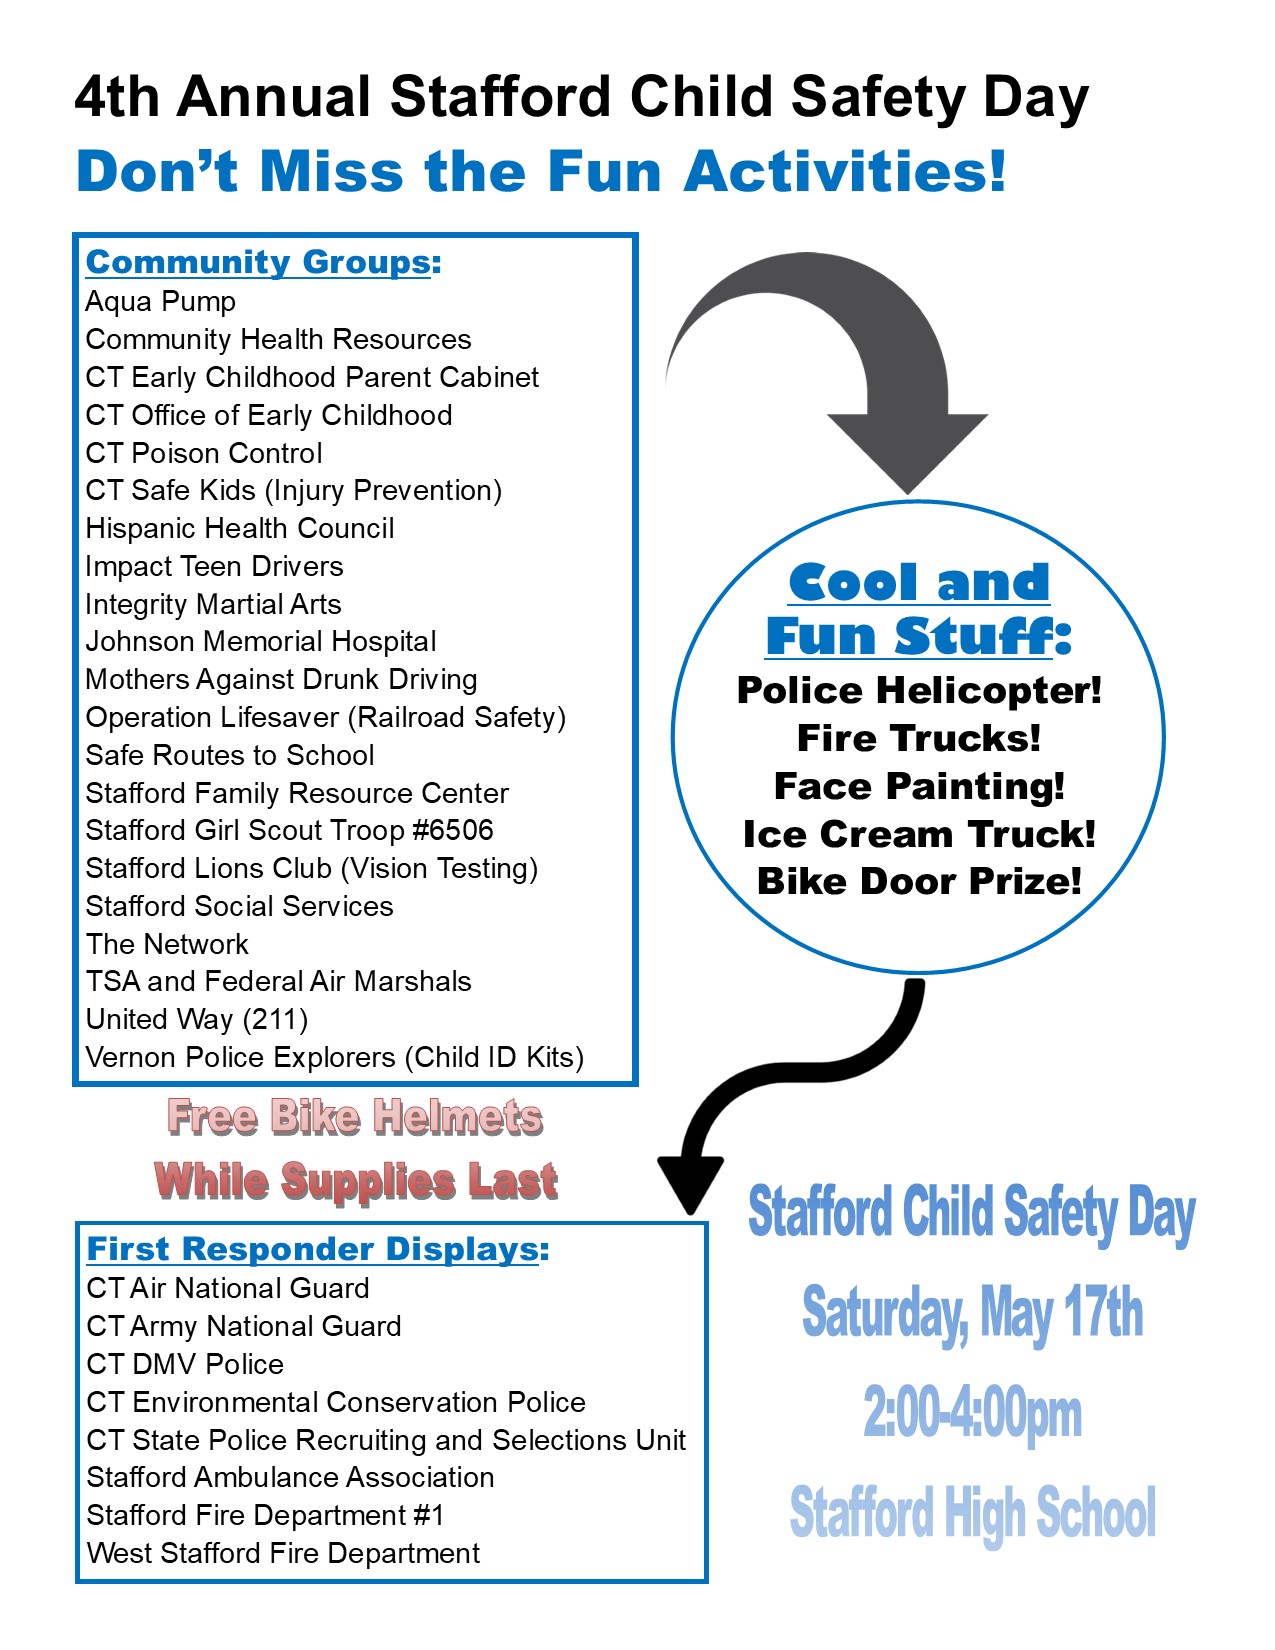 4th Annual Stafford Child Safety Day
Don’t Miss the Fun Activities!
Community Groups:
Aqua Pump
Community Health Resources
CT Early Childhood Parent Cabinet
CT Office of Early Childhood
CT Poison Control
CT Safe Kids (Injury Prevention)
Hispanic Health Council
Impact Teen Drivers
Integrity Martial Arts
Johnson Memorial Hospital
Mothers Against Drunk Driving
Operation Lifesaver (Railroad Safety)
Safe Routes to School
Stafford Family Resource Center
Stafford Girl Scout Troop #6506
Stafford Lions Club (Vision Testing)
Stafford Social Services
The Network
TSA and Federal Air Marshals
United Way (211)
Vernon Police Explorers (Child ID Kits)
Cool and
Fun Stuff:
Police Helicopter!
Fire Trucks!
Face Painting!
Ice Cream Truck!
Bike Door Prize!
Free Bike Helmets
While Supplies Last
First Responder Displays:
CT Air National Guard
CT Army National Guard
CT DMV Police
CT Environmental Conservation Police
CT State Police Recruiting and Selections Unit
Stafford Ambulance Association
Stafford Fire Department #1
West Stafford Fire Department
Stafford Child Safety Day
Saturday, May 17th
2:00-4:00pm
Stafford High School